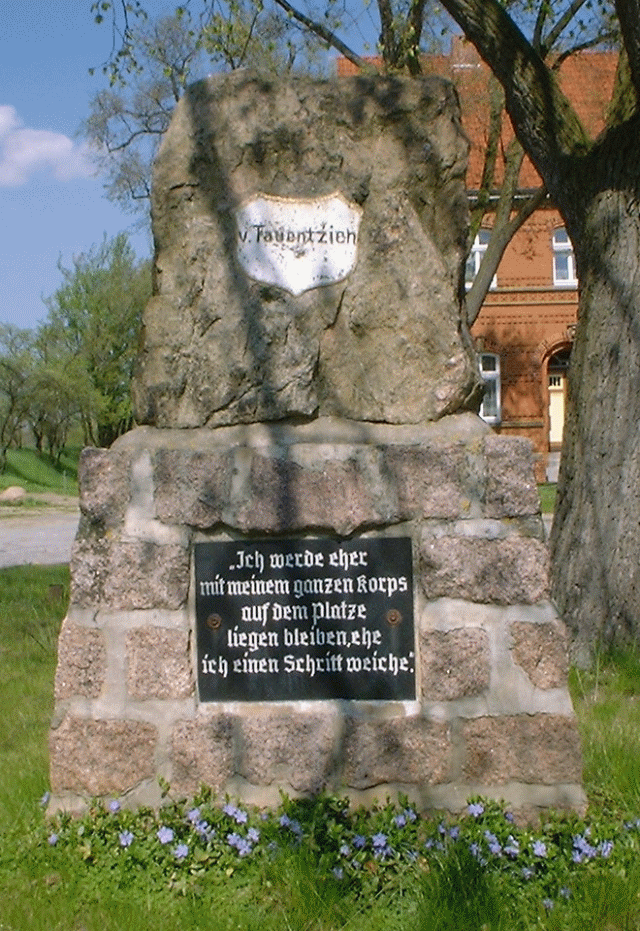 v. Tauentzien
„Ich werde eher
mit meinem ganzen Korps
auf dem Platze
liegen bleiben, ehe
ich einen Schritt weiche."